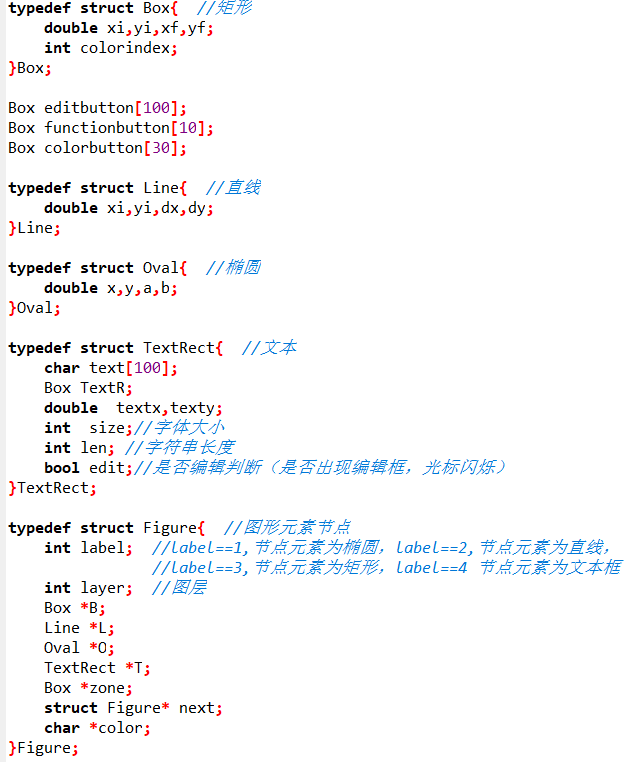 typedef struct Box{  //矩形
    double xi,yi,xf,yf;
    int colorindex;
}Box;

Box editbutton[100];
Box functionbutton[10];
Box colorbutton[30];

typedef struct Line{  //直线
    double xi,yi,dx,dy;
}Line;

typedef struct Oval{  //椭圆
    double x,y,a,b;
}Oval;

typedef struct TextRect{  //文本
    char text[100];
    Box TextR;
    double  textx,texty;
    int  size;//字体大小
    int len; //字符串长度
    bool edit;//是否编辑判断（是否出现编辑框，光标闪烁）
}TextRect;

typedef struct Figure{  //图形元素节点
    int label;  //label==1,节点元素为椭圆，label==2,节点元素为直线，
                //label==3,节点元素为矩形，label==4 节点元素为文本框
    int layer;  //图层
    Box *B;
    Line *L;
    Oval *O;
    TextRect *T;
    Box *zone;
    struct Figure* next;
    char *color;
}Figure;